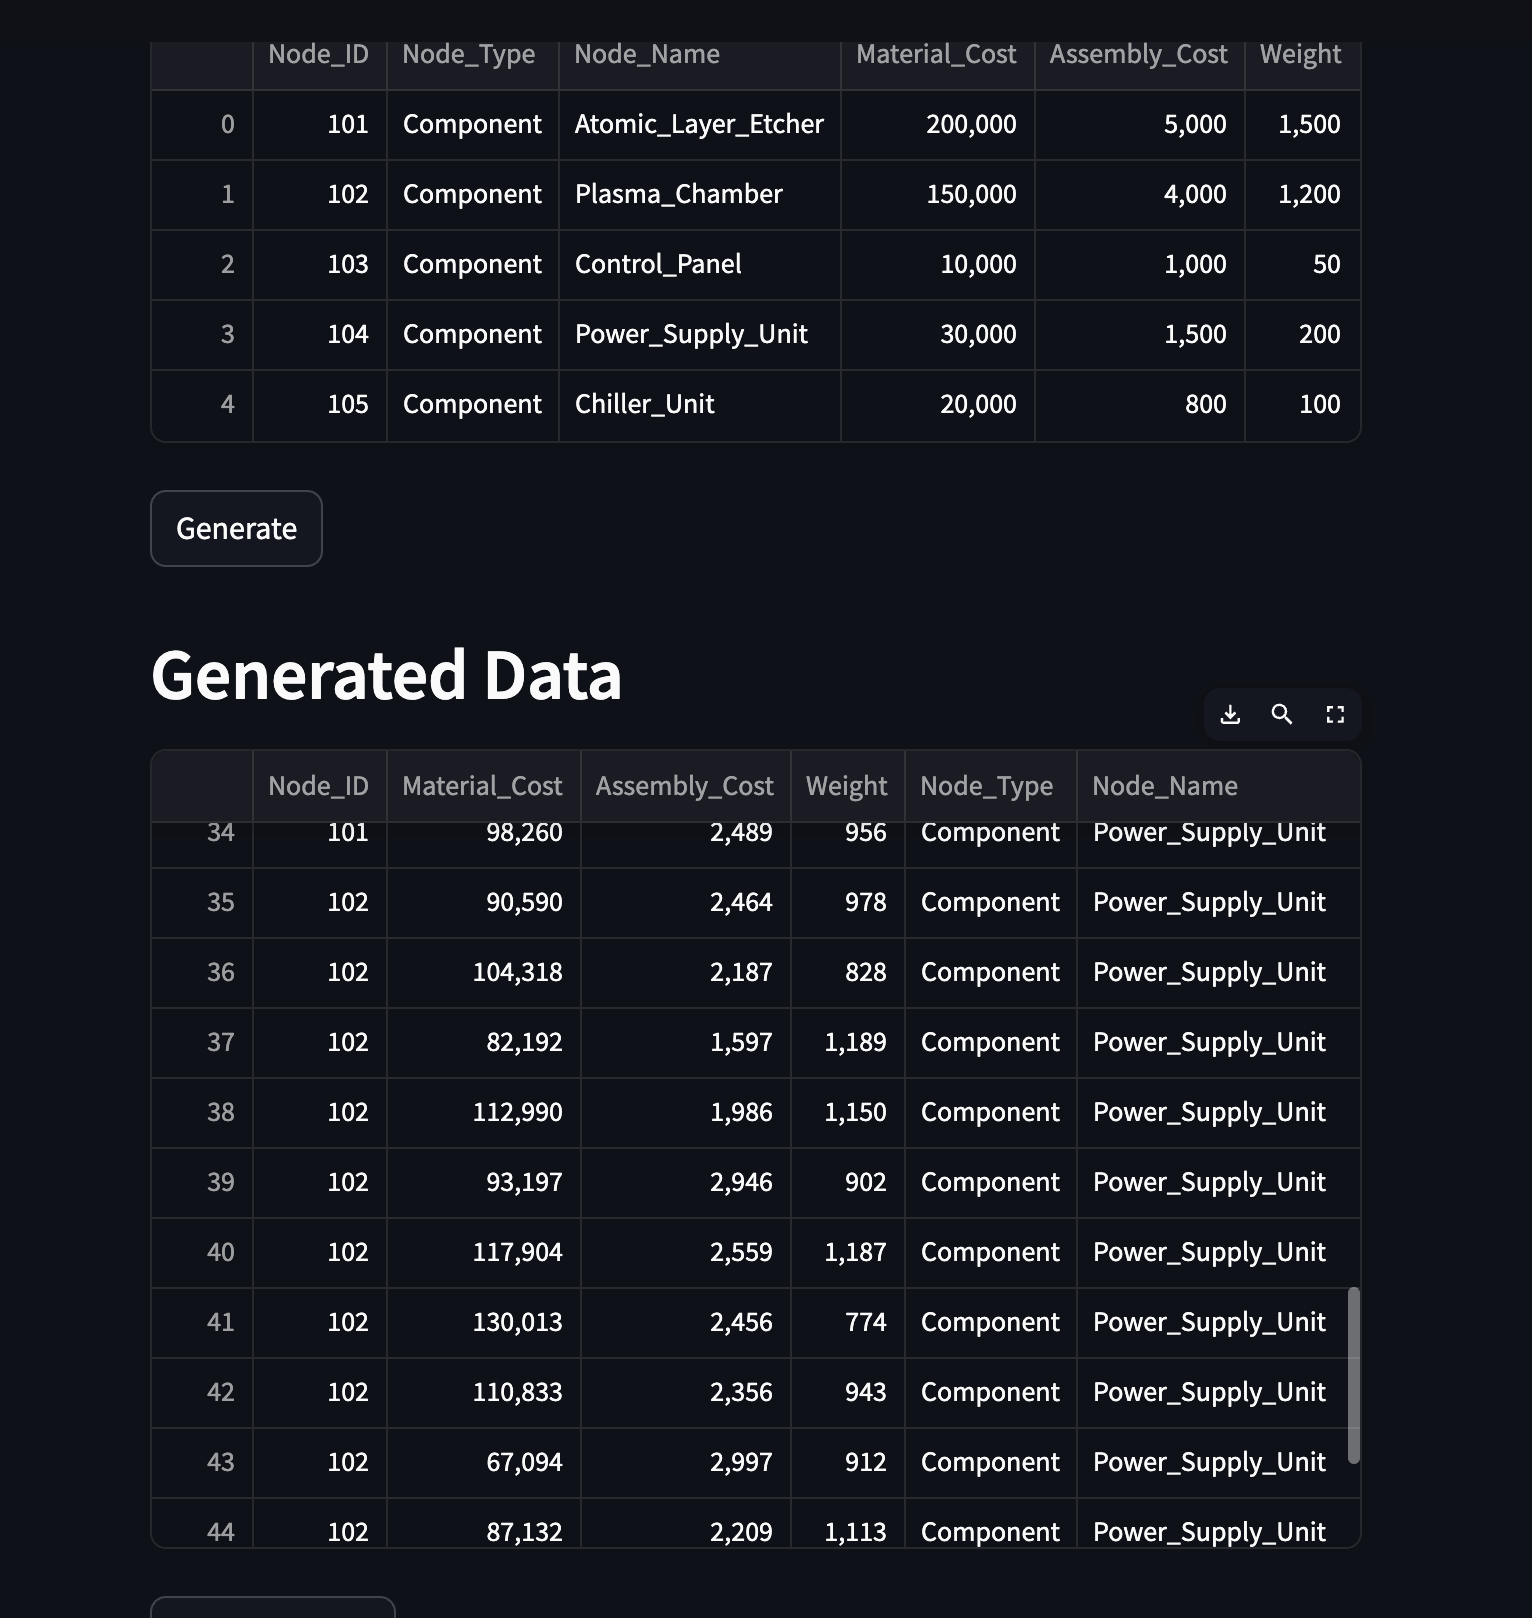 Node_ID Node_Type Node_Name Material_Cost Assembly_Cost Weight
0 101 Component Atomic_Layer_Etcher 200,000 5,000 1,500
1 102 Component Plasma_Chamber 150,000 4,000 1,200
2 103 Component Control_Panel 10,000 1,000 50
3 104 Component Power_Supply_Unit 30,000 1,500 200
4 105 Component Chiller_Unit 20,000 800 100
Generate
Generated Data
Node_ID Material_Cost Assembly_Cost Weight Node_Type Node_Name
34 101 98,260 2,489 956 Component Power_Supply_Unit
35 102 90,590 2,464 978 Component Power_Supply_Unit
36 102 104,318 2,187 828 Component Power_Supply_Unit
37 102 82,192 1,597 1,189 Component Power_Supply_Unit
38 102 112,990 1,986 1,150 Component Power_Supply_Unit
39 102 93,197 2,946 902 Component Power_Supply_Unit
40 102 117,904 2,559 1,187 Component Power_Supply_Unit
41 102 130,013 2,456 774 Component Power_Supply_Unit
42 102 110,833 2,356 943 Component Power_Supply_Unit
43 102 67,094 2,997 912 Component Power_Supply_Unit
44 102 87,132 2,209 1,113 Component Power_Supply_Unit